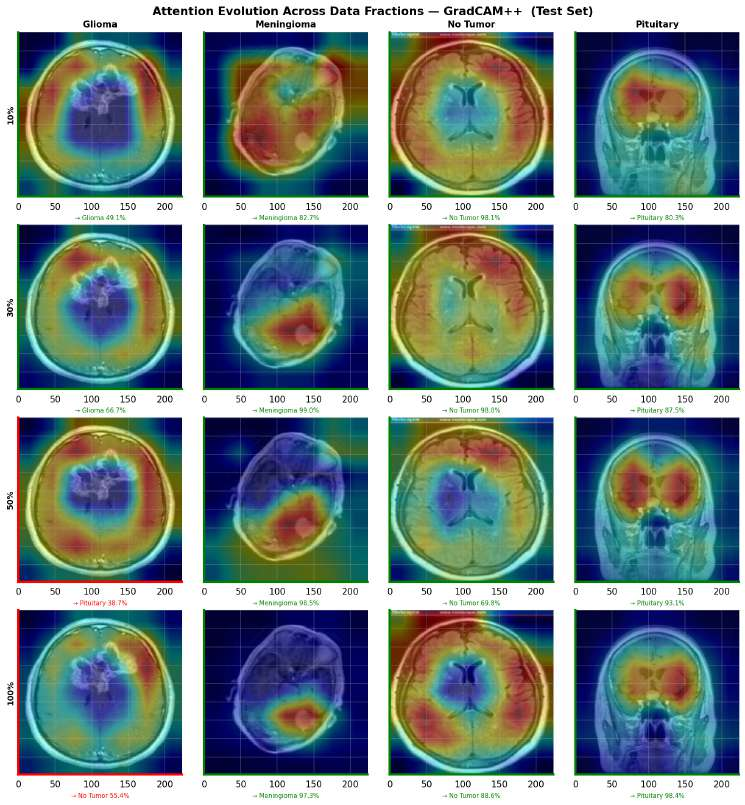 Attention Evolution Across Data Fractions — GradCAM++ (Test Set)
Glioma Meningioma No Tumor Pituitary
10%
0 50 100 150 200 0 50 100 150 200 0 50 100 150 200 0 50 100 150 200
→ Glioma 49.1% → Meningioma 82.7% → No Tumor 98.1% → Pituitary 80.3%
30%
0 50 100 150 200 0 50 100 150 200 0 50 100 150 200 0 50 100 150 200
→ Glioma 66.7% → Meningioma 99.0% → No Tumor 98.0% → Pituitary 87.5%
50%
0 50 100 150 200 0 50 100 150 200 0 50 100 150 200 0 50 100 150 200
→ Pituitary 38.7% → Meningioma 98.5% → No Tumor 69.8% → Pituitary 93.1%
100%
0 50 100 150 200 0 50 100 150 200 0 50 100 150 200 0 50 100 150 200
→ No Tumor 55.4% → Meningioma 97.3% → No Tumor 88.6% → Pituitary 98.4%